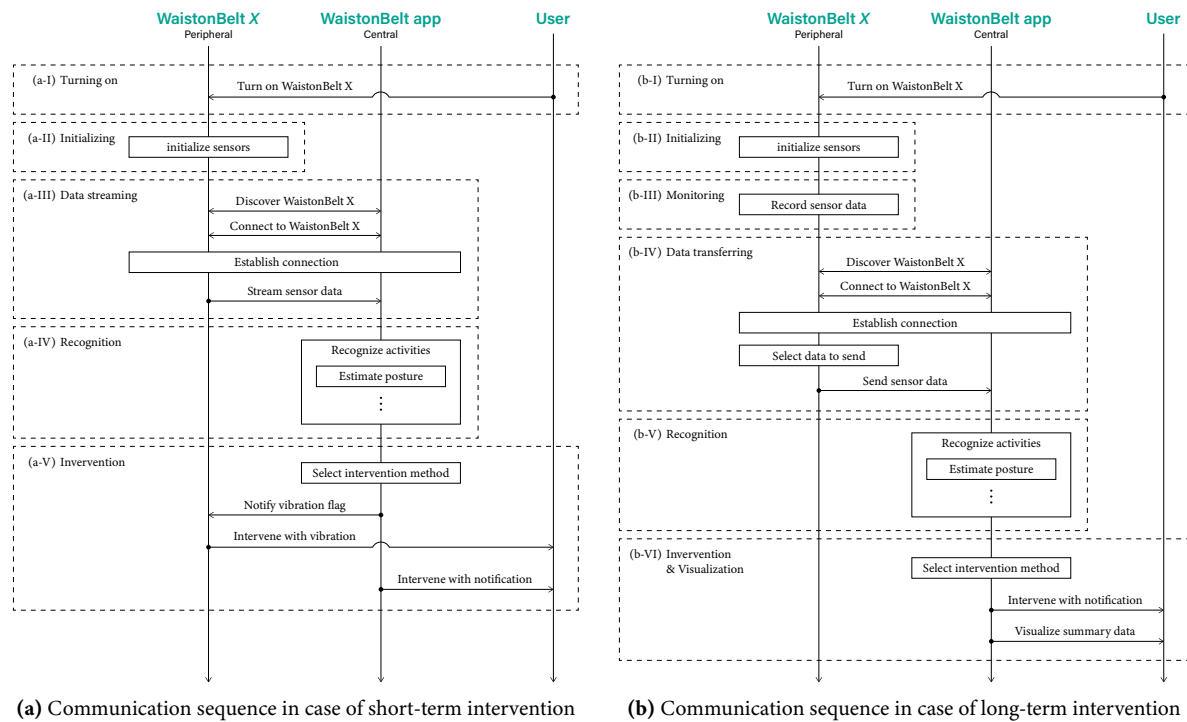 WaistonBelt X
Peripheral
WaistonBelt app
Central
User
(a-I) Turning on
Turn on WaistonBelt X
(a-II) Initializing
initialize sensors
(a-III) Data streaming
Discover WaistonBelt X
Connect to WaistonBelt X
Establish connection
Stream sensor data
(a-IV) Recognition
Recognize activities
Estimate posture
⋮
(a-V) Invervention
Select intervention method
Notify vibration flag
Intervene with vibration
Intervene with notification
(a) Communication sequence in case of short-term intervention
WaistonBelt X
Peripheral
WaistonBelt app
Central
User
(b-I) Turning on
Turn on WaistonBelt X
(b-II) Initializing
initialize sensors
(b-III) Monitoring
Record sensor data
(b-IV) Data transferring
Discover WaistonBelt X
Connect to WaistonBelt X
Establish connection
Select data to send
Send sensor data
(b-V) Recognition
Recognize activities
Estimate posture
⋮
(b-VI) Invervention
& Visualization
Select intervention method
Intervene with notification
Visualize summary data
(b) Communication sequence in case of long-term intervention